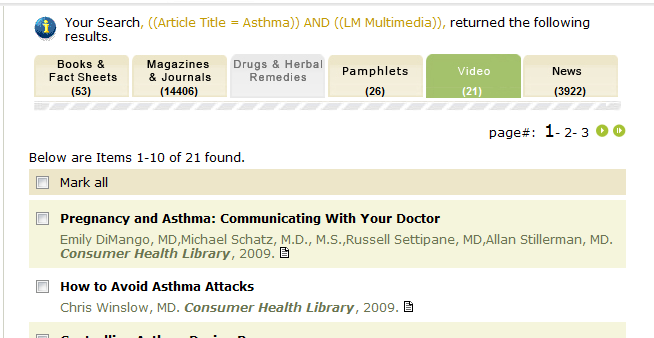 Your Search, ((Article Title = Asthma)) AND ((LM Multimedia)), returned the following
results.
Books &
Fact Sheets
(53)
Magazines
& Journals
(14406)
Drugs & Herbal
Remedies
Pamphlets
(26)
Video
(21)
News
(3922)
page#: 1- 2- 3
Below are Items 1-10 of 21 found.
Mark all
Pregnancy and Asthma: Communicating With Your Doctor
Emily DiMango, MD,Michael Schatz, M.D., M.S.,Russell Settipane, MD,Allan Stillerman, MD.
Consumer Health Library, 2009.
How to Avoid Asthma Attacks
Chris Winslow, MD. Consumer Health Library, 2009.